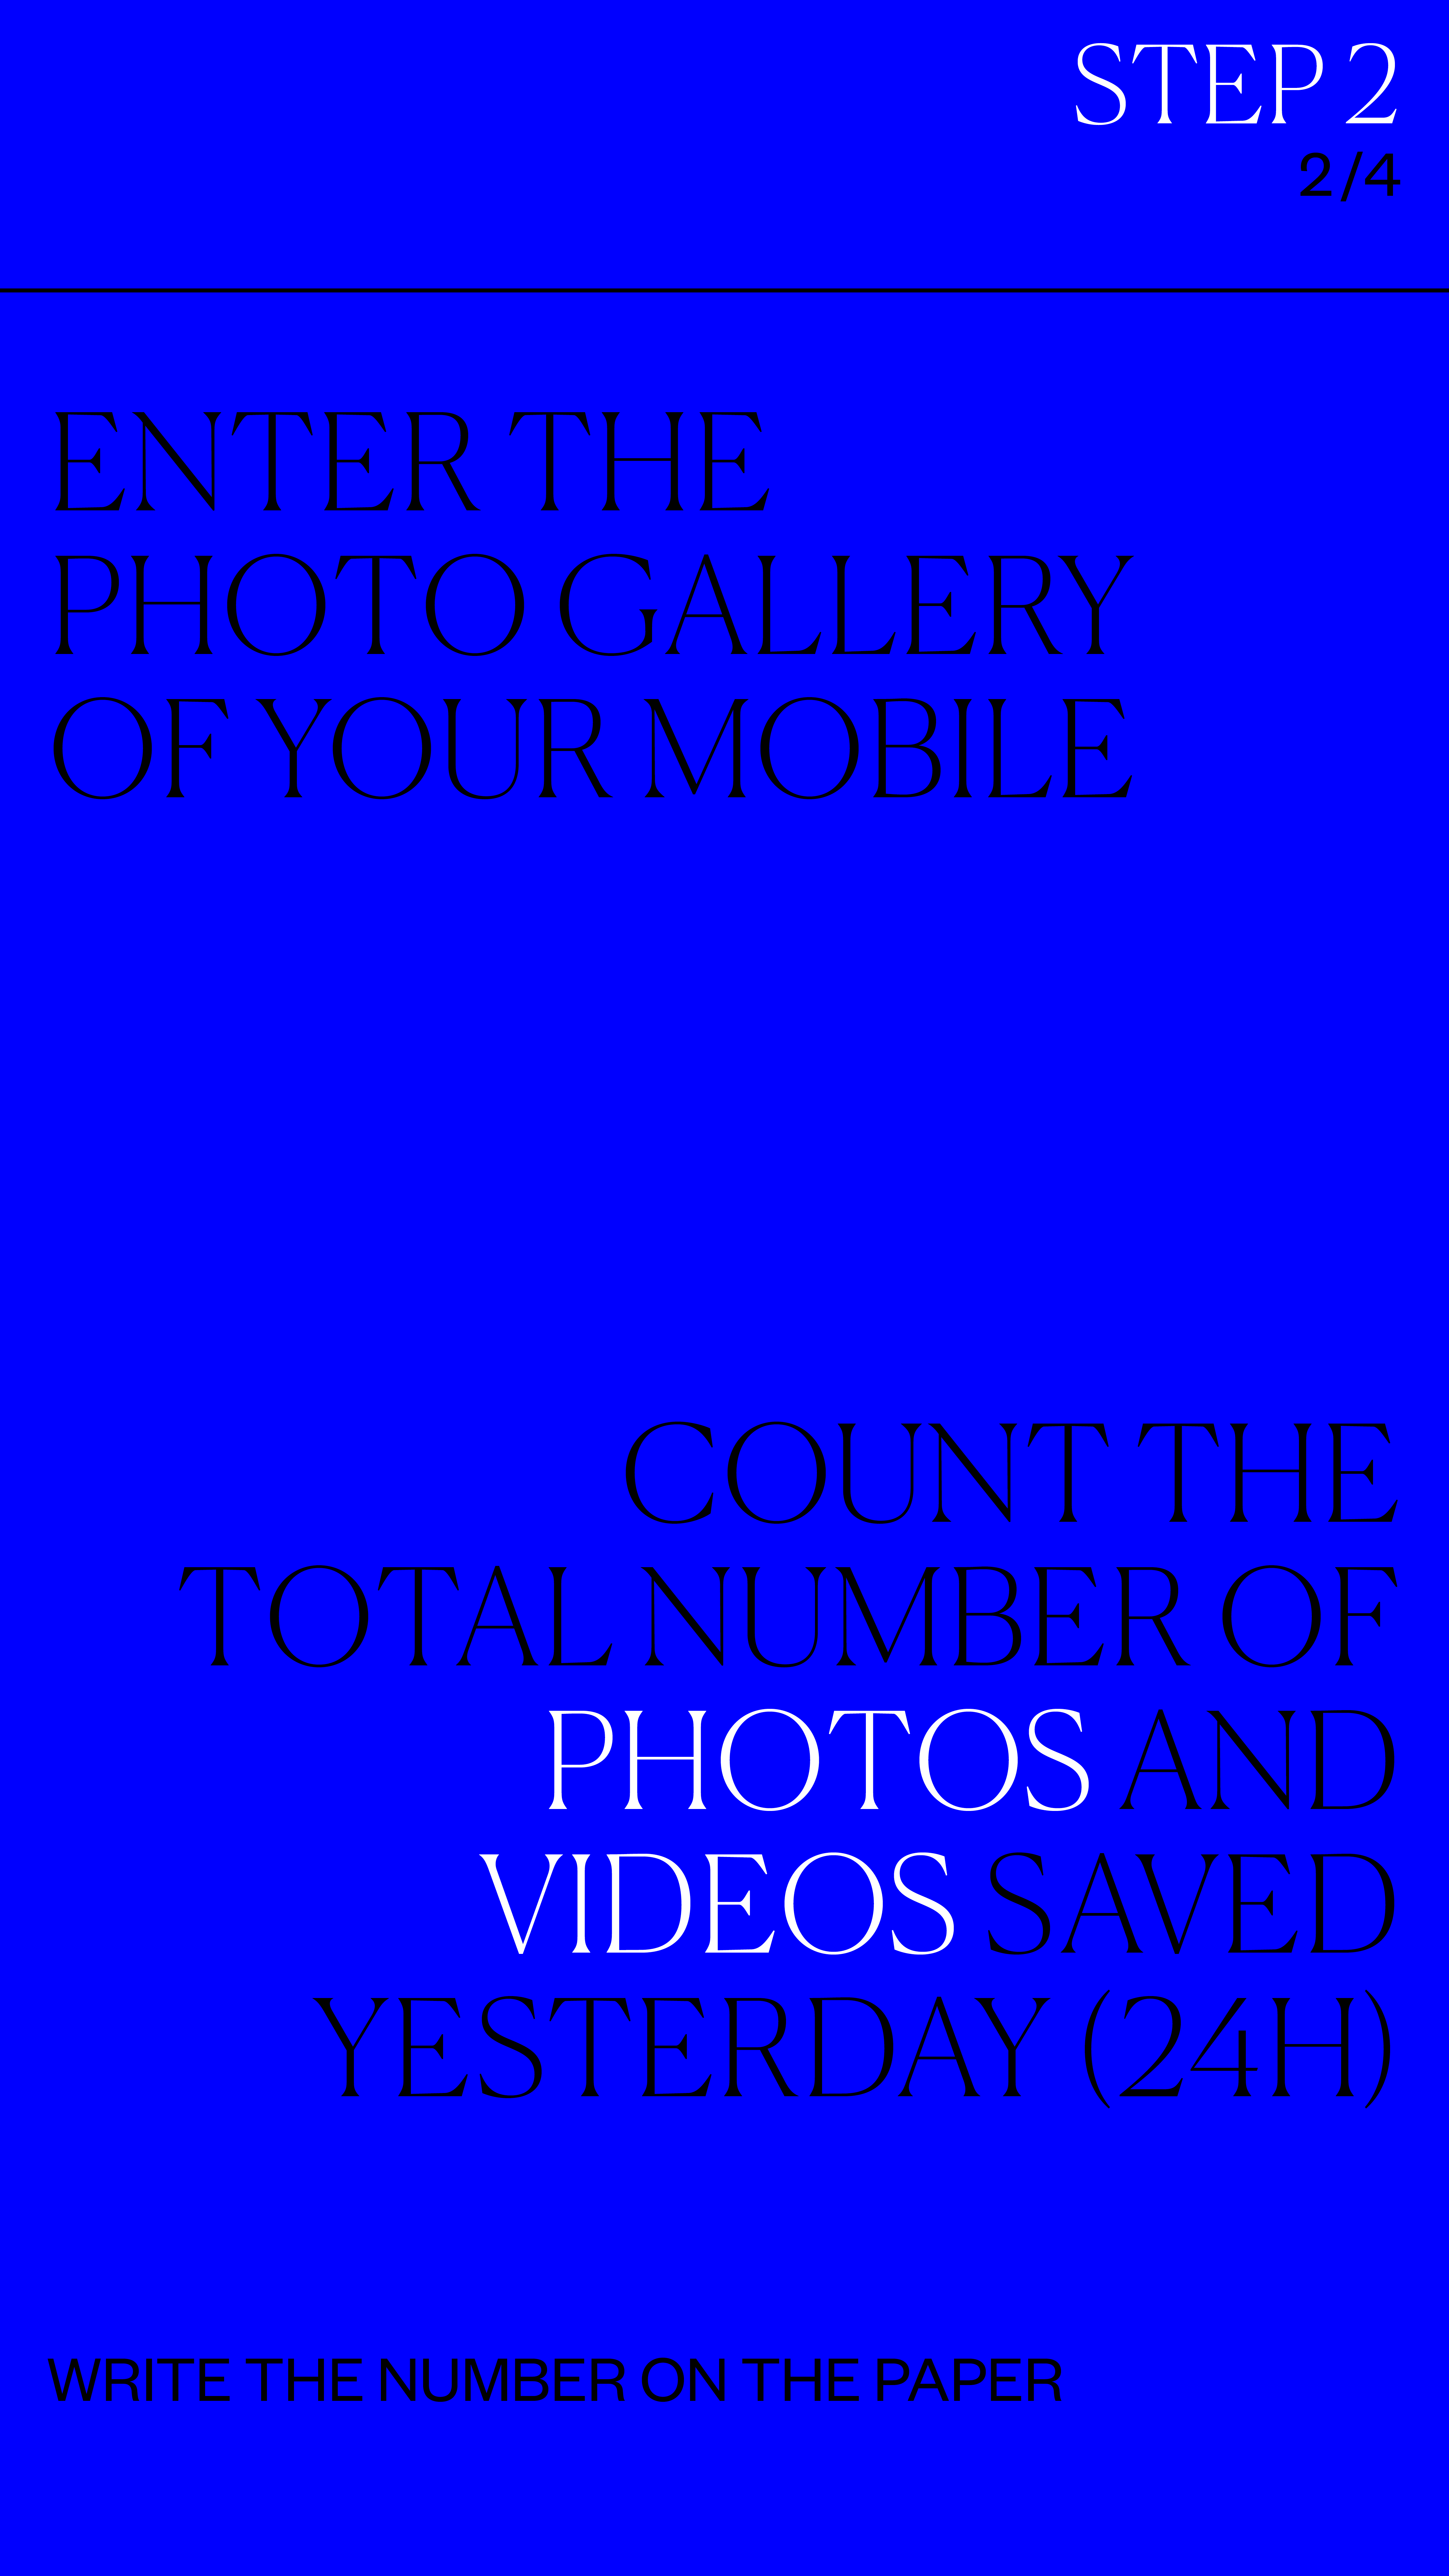 STEP 2
2/4
ENTER THE
PHOTO GALLERY
OF YOUR MOBILE
COUNT THE
TOTAL NUMBER OF
PHOTOS AND
VIDEOS SAVED
YESTERDAY (24H)
WRITE THE NUMBER ON THE PAPER